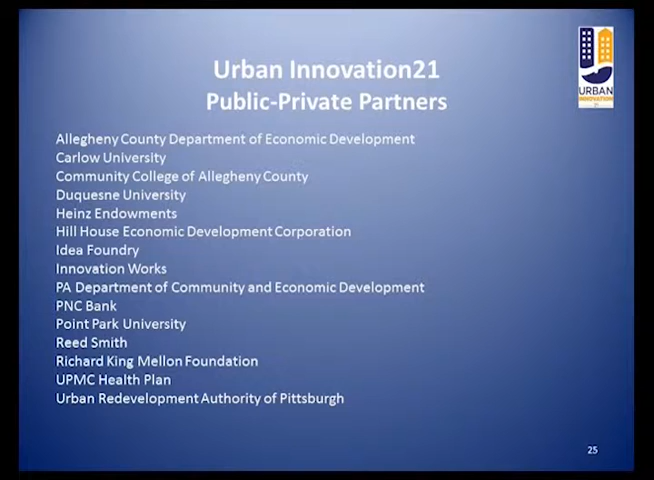 Urban Innovation21
Public-Private Partners
URBAN
INNOVATION
21
Allegheny County Department of Economic Development
Carlow University
Community College of Allegheny County
Duquesne University
Heinz Endowments
Hill House Economic Development Corporation
Idea Foundry
Innovation Works
PA Department of Community and Economic Development
PNC Bank
Point Park University
Reed Smith
Richard King Mellon Foundation
UPMC Health Plan
Urban Redevelopment Authority of Pittsburgh
25